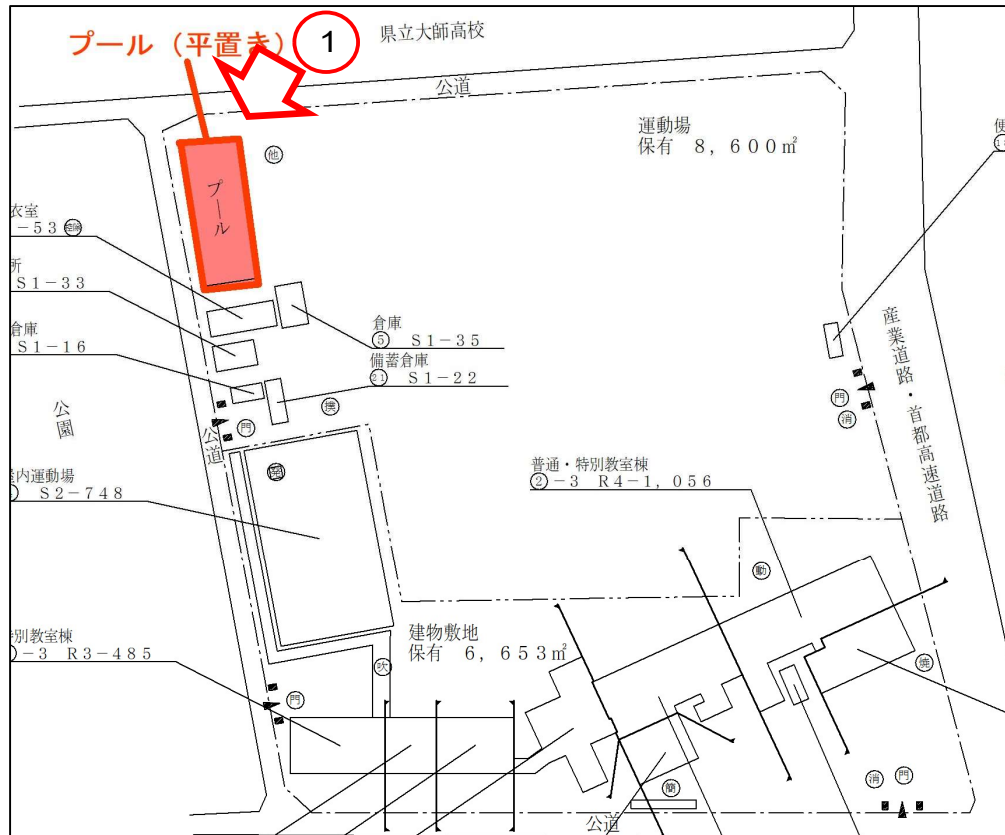 プール（平置き）
1
県立大師高校
公道
運動場
保有 8,600㎡
便
他
プール
衣室
-53
所
S1-33
倉庫
⑤ S1-35
倉庫
S1-16
備蓄倉庫
㉑ S1-22
公園
公道
門
撲
門
消
産業道路・首都高速道路
内運動場
S2-748
普通・特別教室棟
②-3 R4-1,056
動
建物敷地
保有 6,653㎡
別教室棟
-3 R3-485
吹
門
焼
簡
消
門
公道